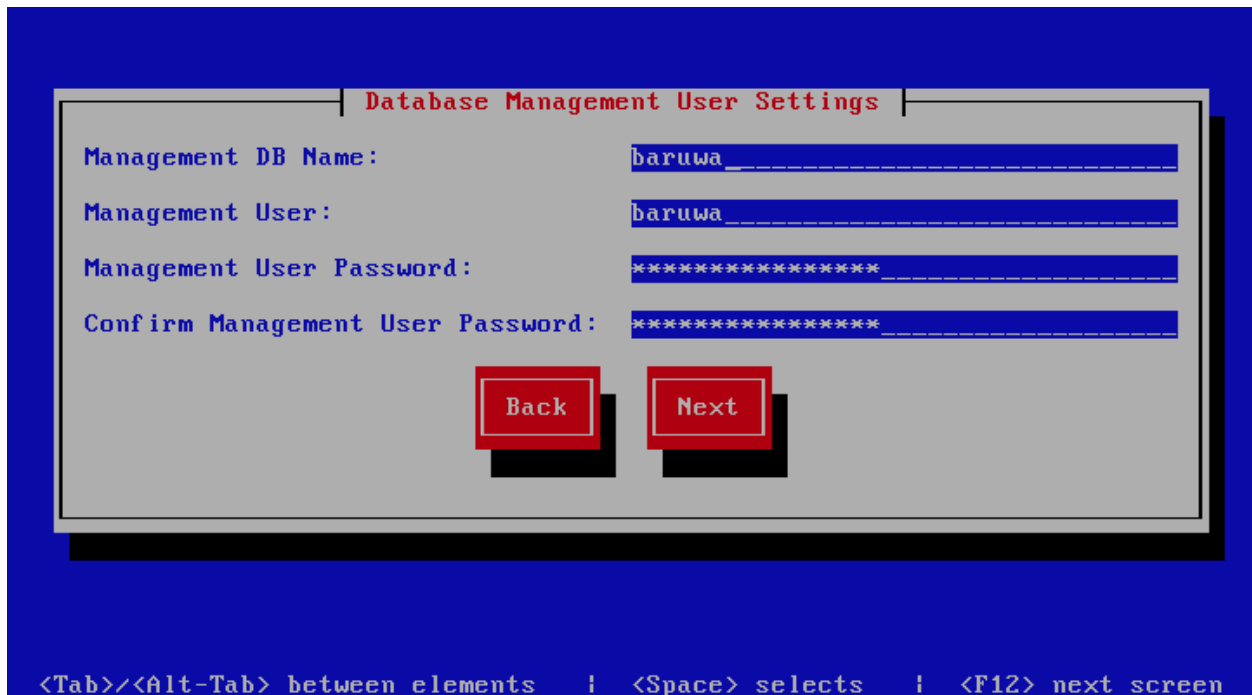 Database Management User Settings
Management DB Name: baruwa
Management User: baruwa
Management User Password: ****************
Confirm Management User Password: ****************
Back Next
<Tab>/<Alt-Tab> between elements | <Space> selects | <F12> next screen